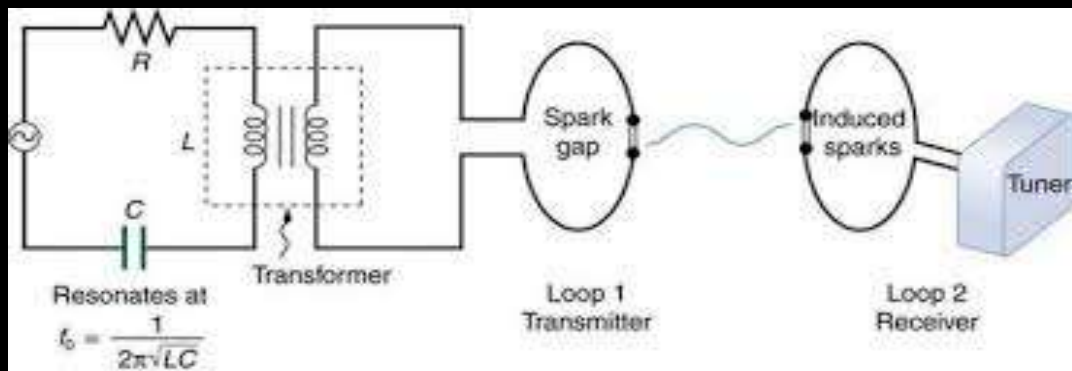 R
L
C
Transformer
Resonates at
f₀ = 1 / 2π√LC
Spark
gap
Induced
sparks
Tuner
Loop 1
Transmitter
Loop 2
Receiver